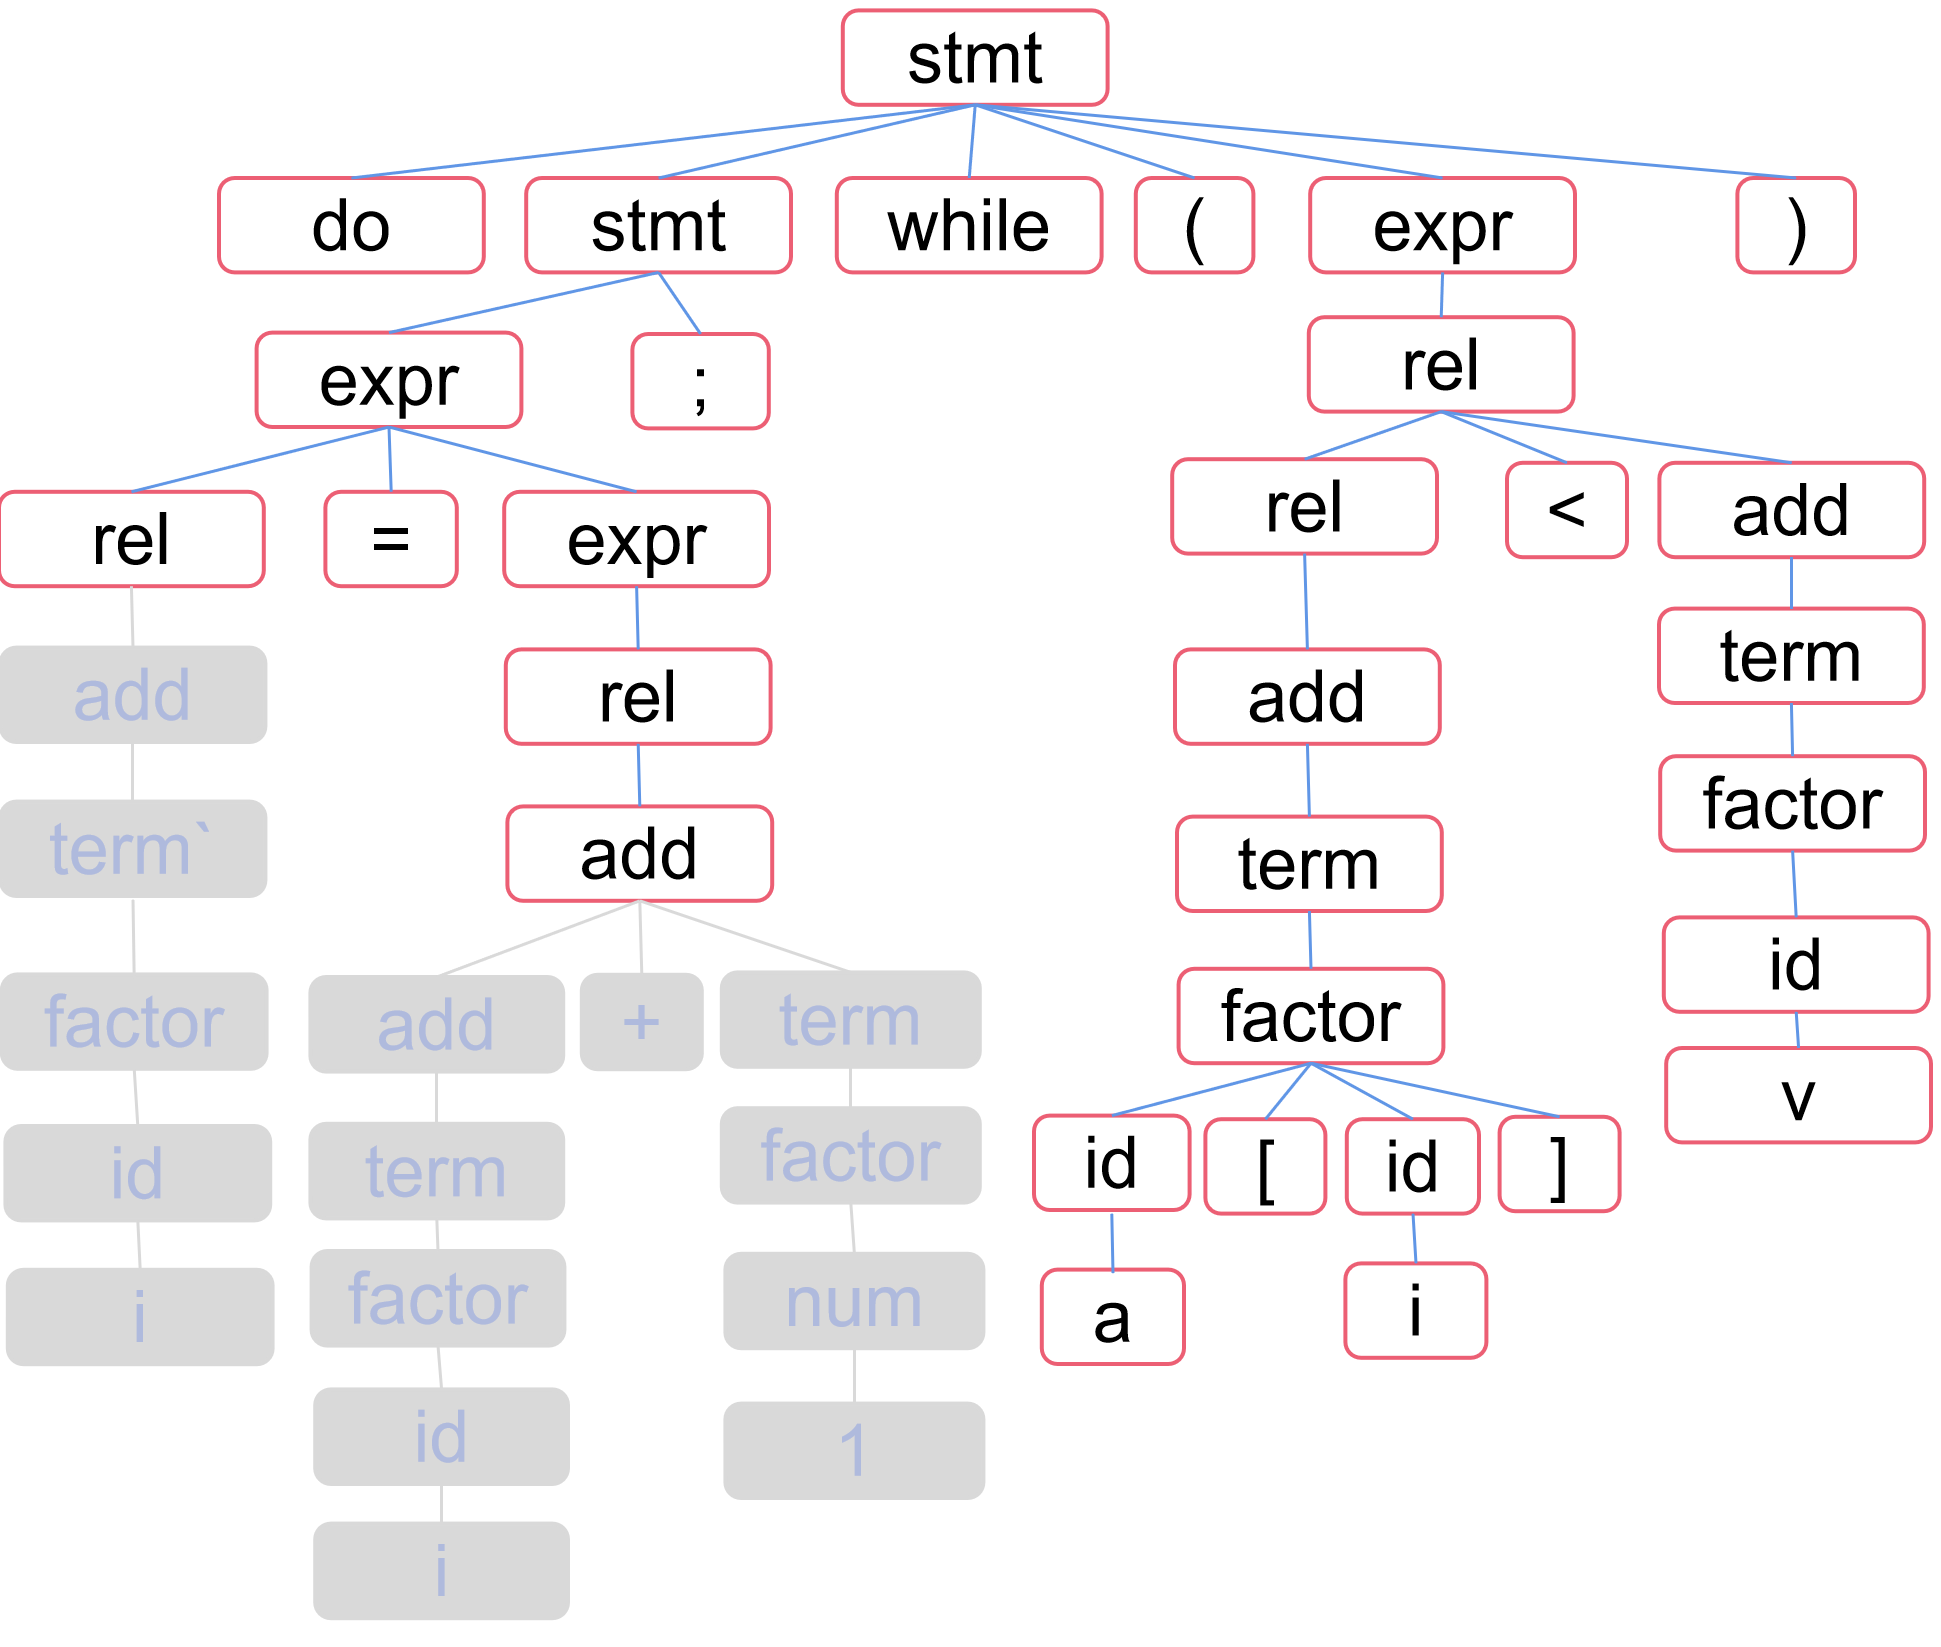 stmt
do stmt while ( expr )
expr ; rel
rel = expr rel < add
add rel add term
term` add term factor
factor add + term factor id
id term factor id [ id ] v
i factor num a i
id 1
i